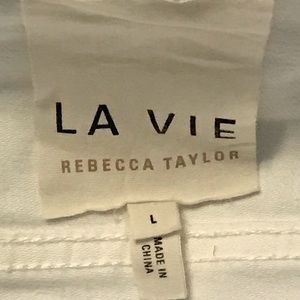 LA VIE
REBECCA TAYLOR
L
MADE IN
CHINA